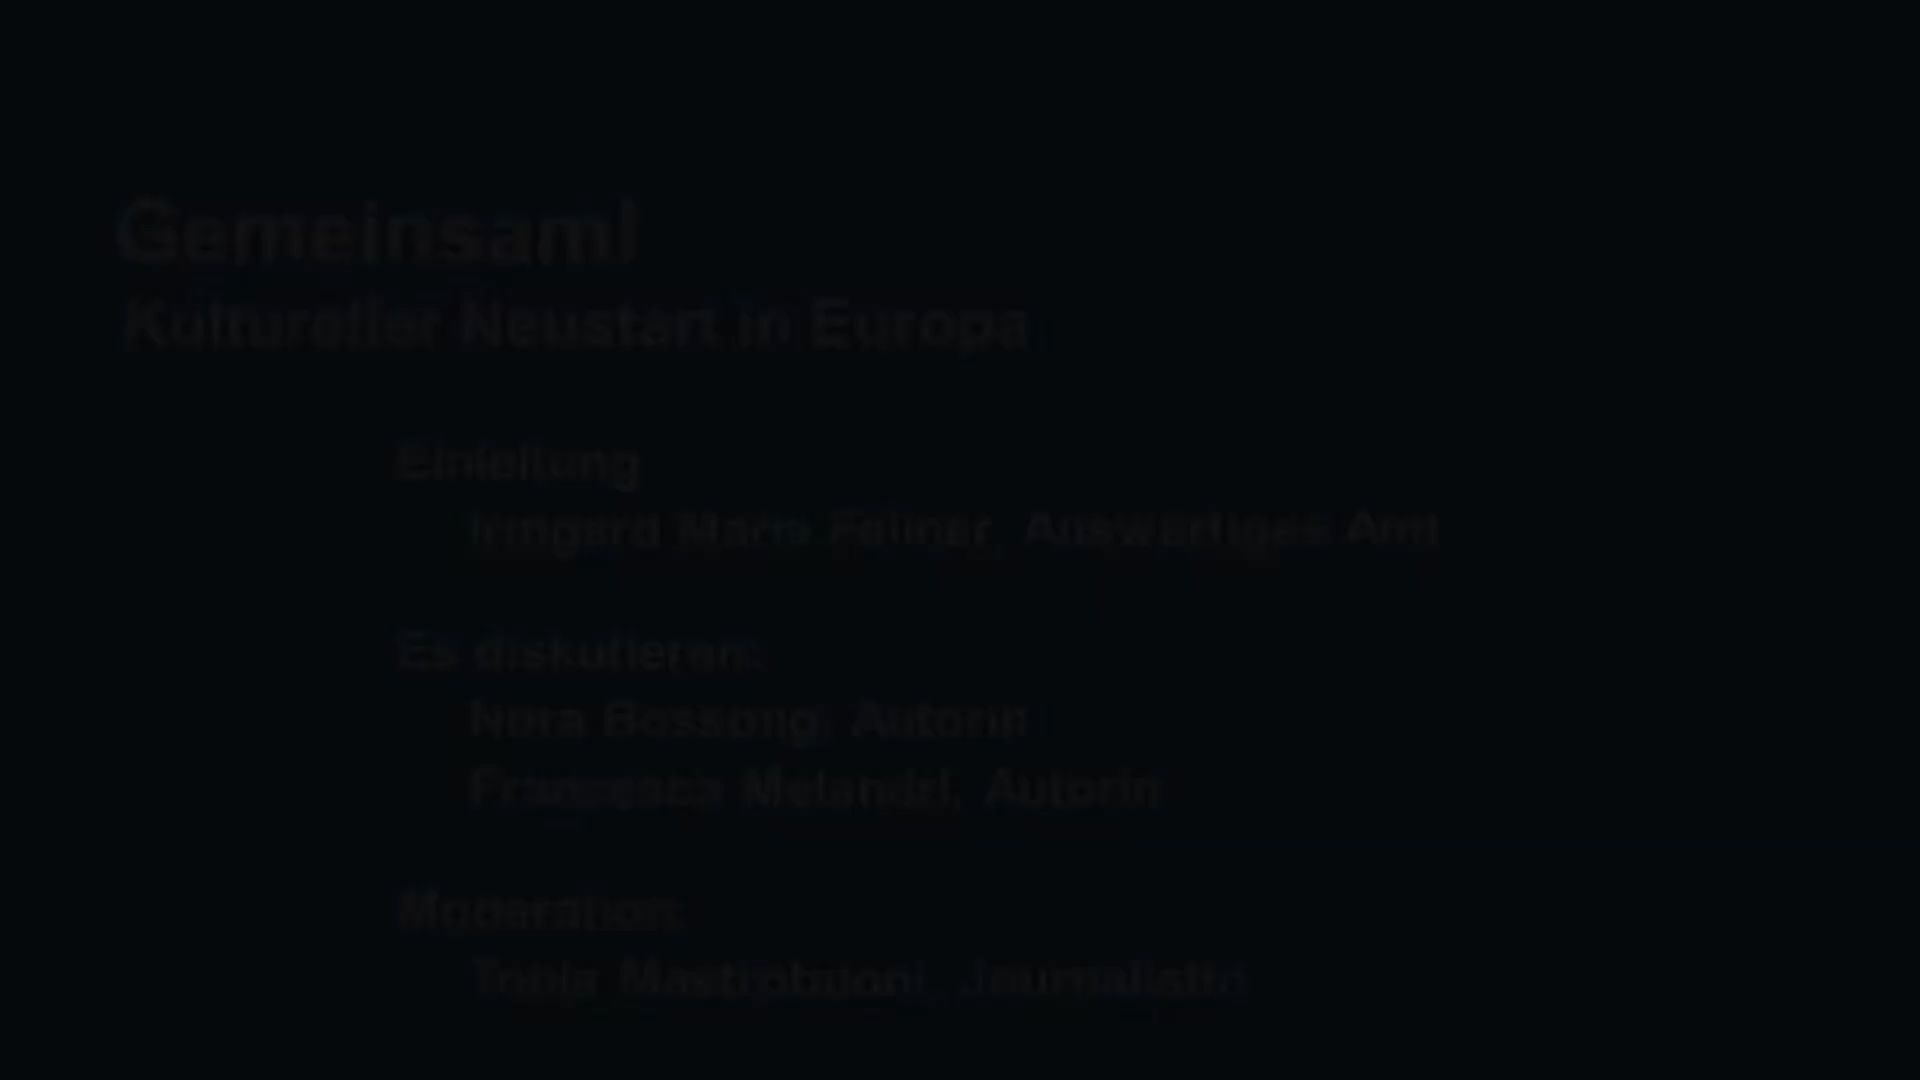 Gemeinsam!
Kultureller Neustart in Europa
Einleitung
Irmgard Maria Fellner, Auswärtiges Amt
Es diskutieren:
Nora Bossong, Autorin
Francesca Melandri, Autorin
Moderation:
Tonia Mastrobuoni, Journalistin